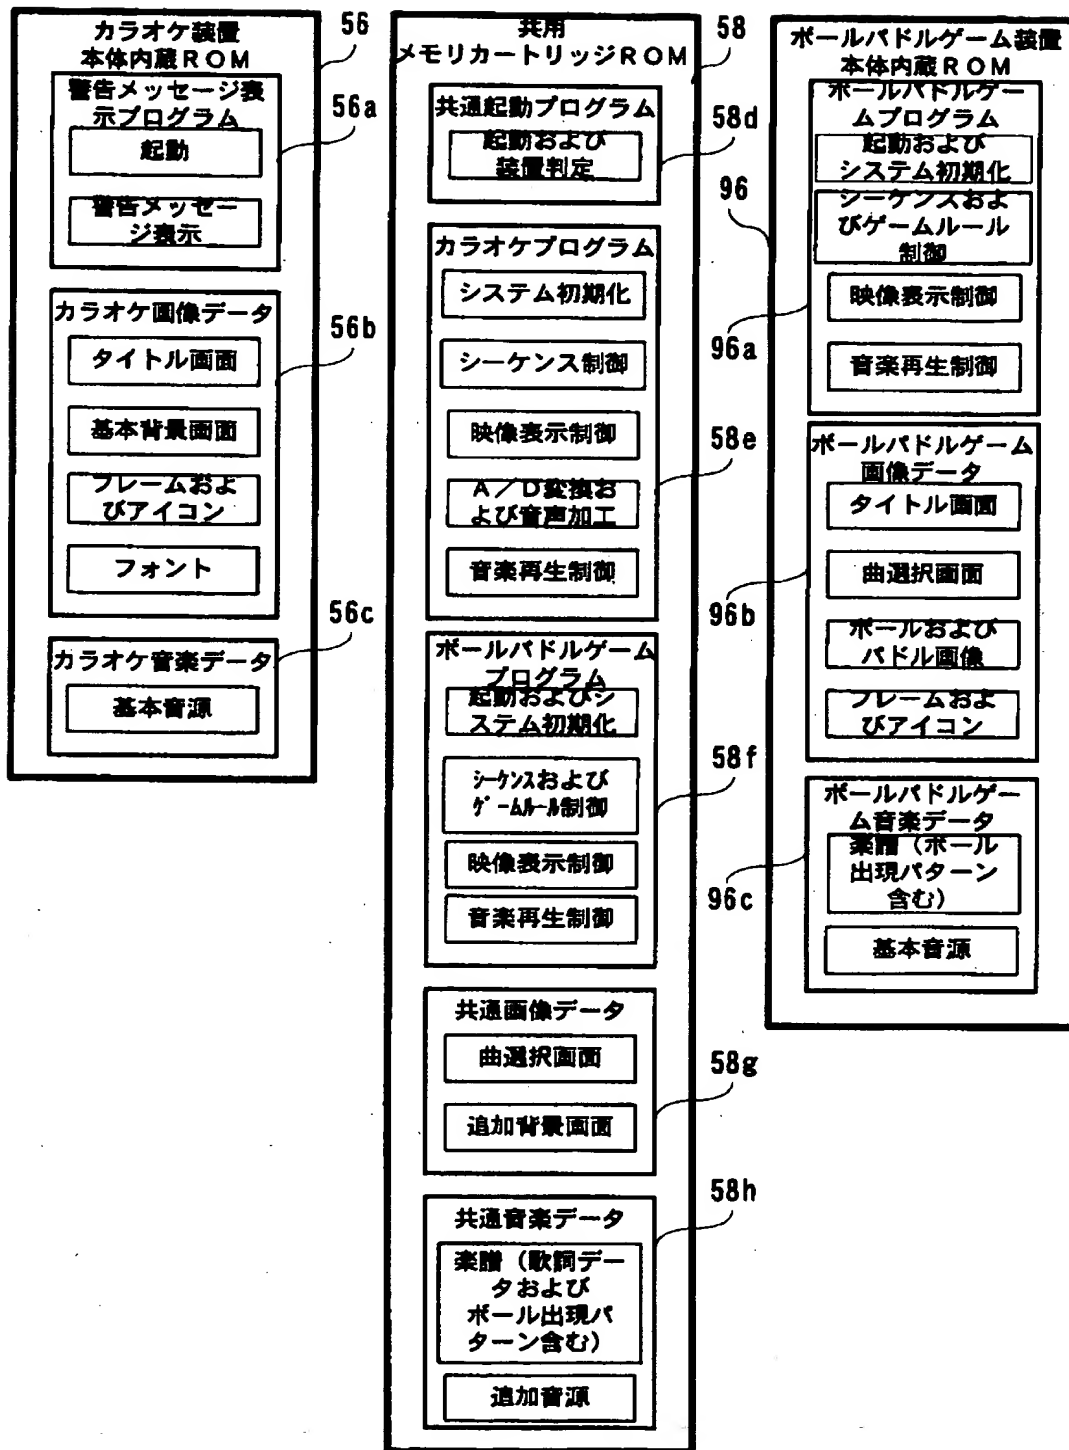 カラオケ装置
本体内蔵ROM
56
警告メッセージ表
示プログラム
56a
起動
警告メッセー
ジ表示
カラオケ画像データ
56b
タイトル画面
基本背景画面
フレームおよ
びアイコン
フォント
56c
カラオケ音楽データ
基本音源
共用
メモリカートリッジROM
58
共通起動プログラム
58d
起動および
装置判定
カラオケプログラム
システム初期化
シーケンス制御
映像表示制御
58e
A/D変換お
よび音声加工
音楽再生制御
ボールパドルゲーム
プログラム
起動およびシ
ステム初期化
58f
シーケンスおよび
ゲームルール制御
映像表示制御
音楽再生制御
共通画像データ
曲選択画面
58g
追加背景画面
58h
共通音楽データ
楽譜（歌詞デー
タおよび
ボール出現パ
ターン含む）
追加音源
ボールパドルゲーム装置
本体内蔵ROM
ボールパドルゲー
ムプログラム
起動および
システム初期化
96
シーケンスおよ
びゲームルール
制御
映像表示制御
96a
音楽再生制御
ボールパドルゲーム
画像データ
タイトル画面
曲選択画面
96b
ボールおよび
パドル画像
フレームおよ
びアイコン
ボールパドルゲー
ム音楽データ
楽譜（ボール
出現パターン
含む）
96c
基本音源